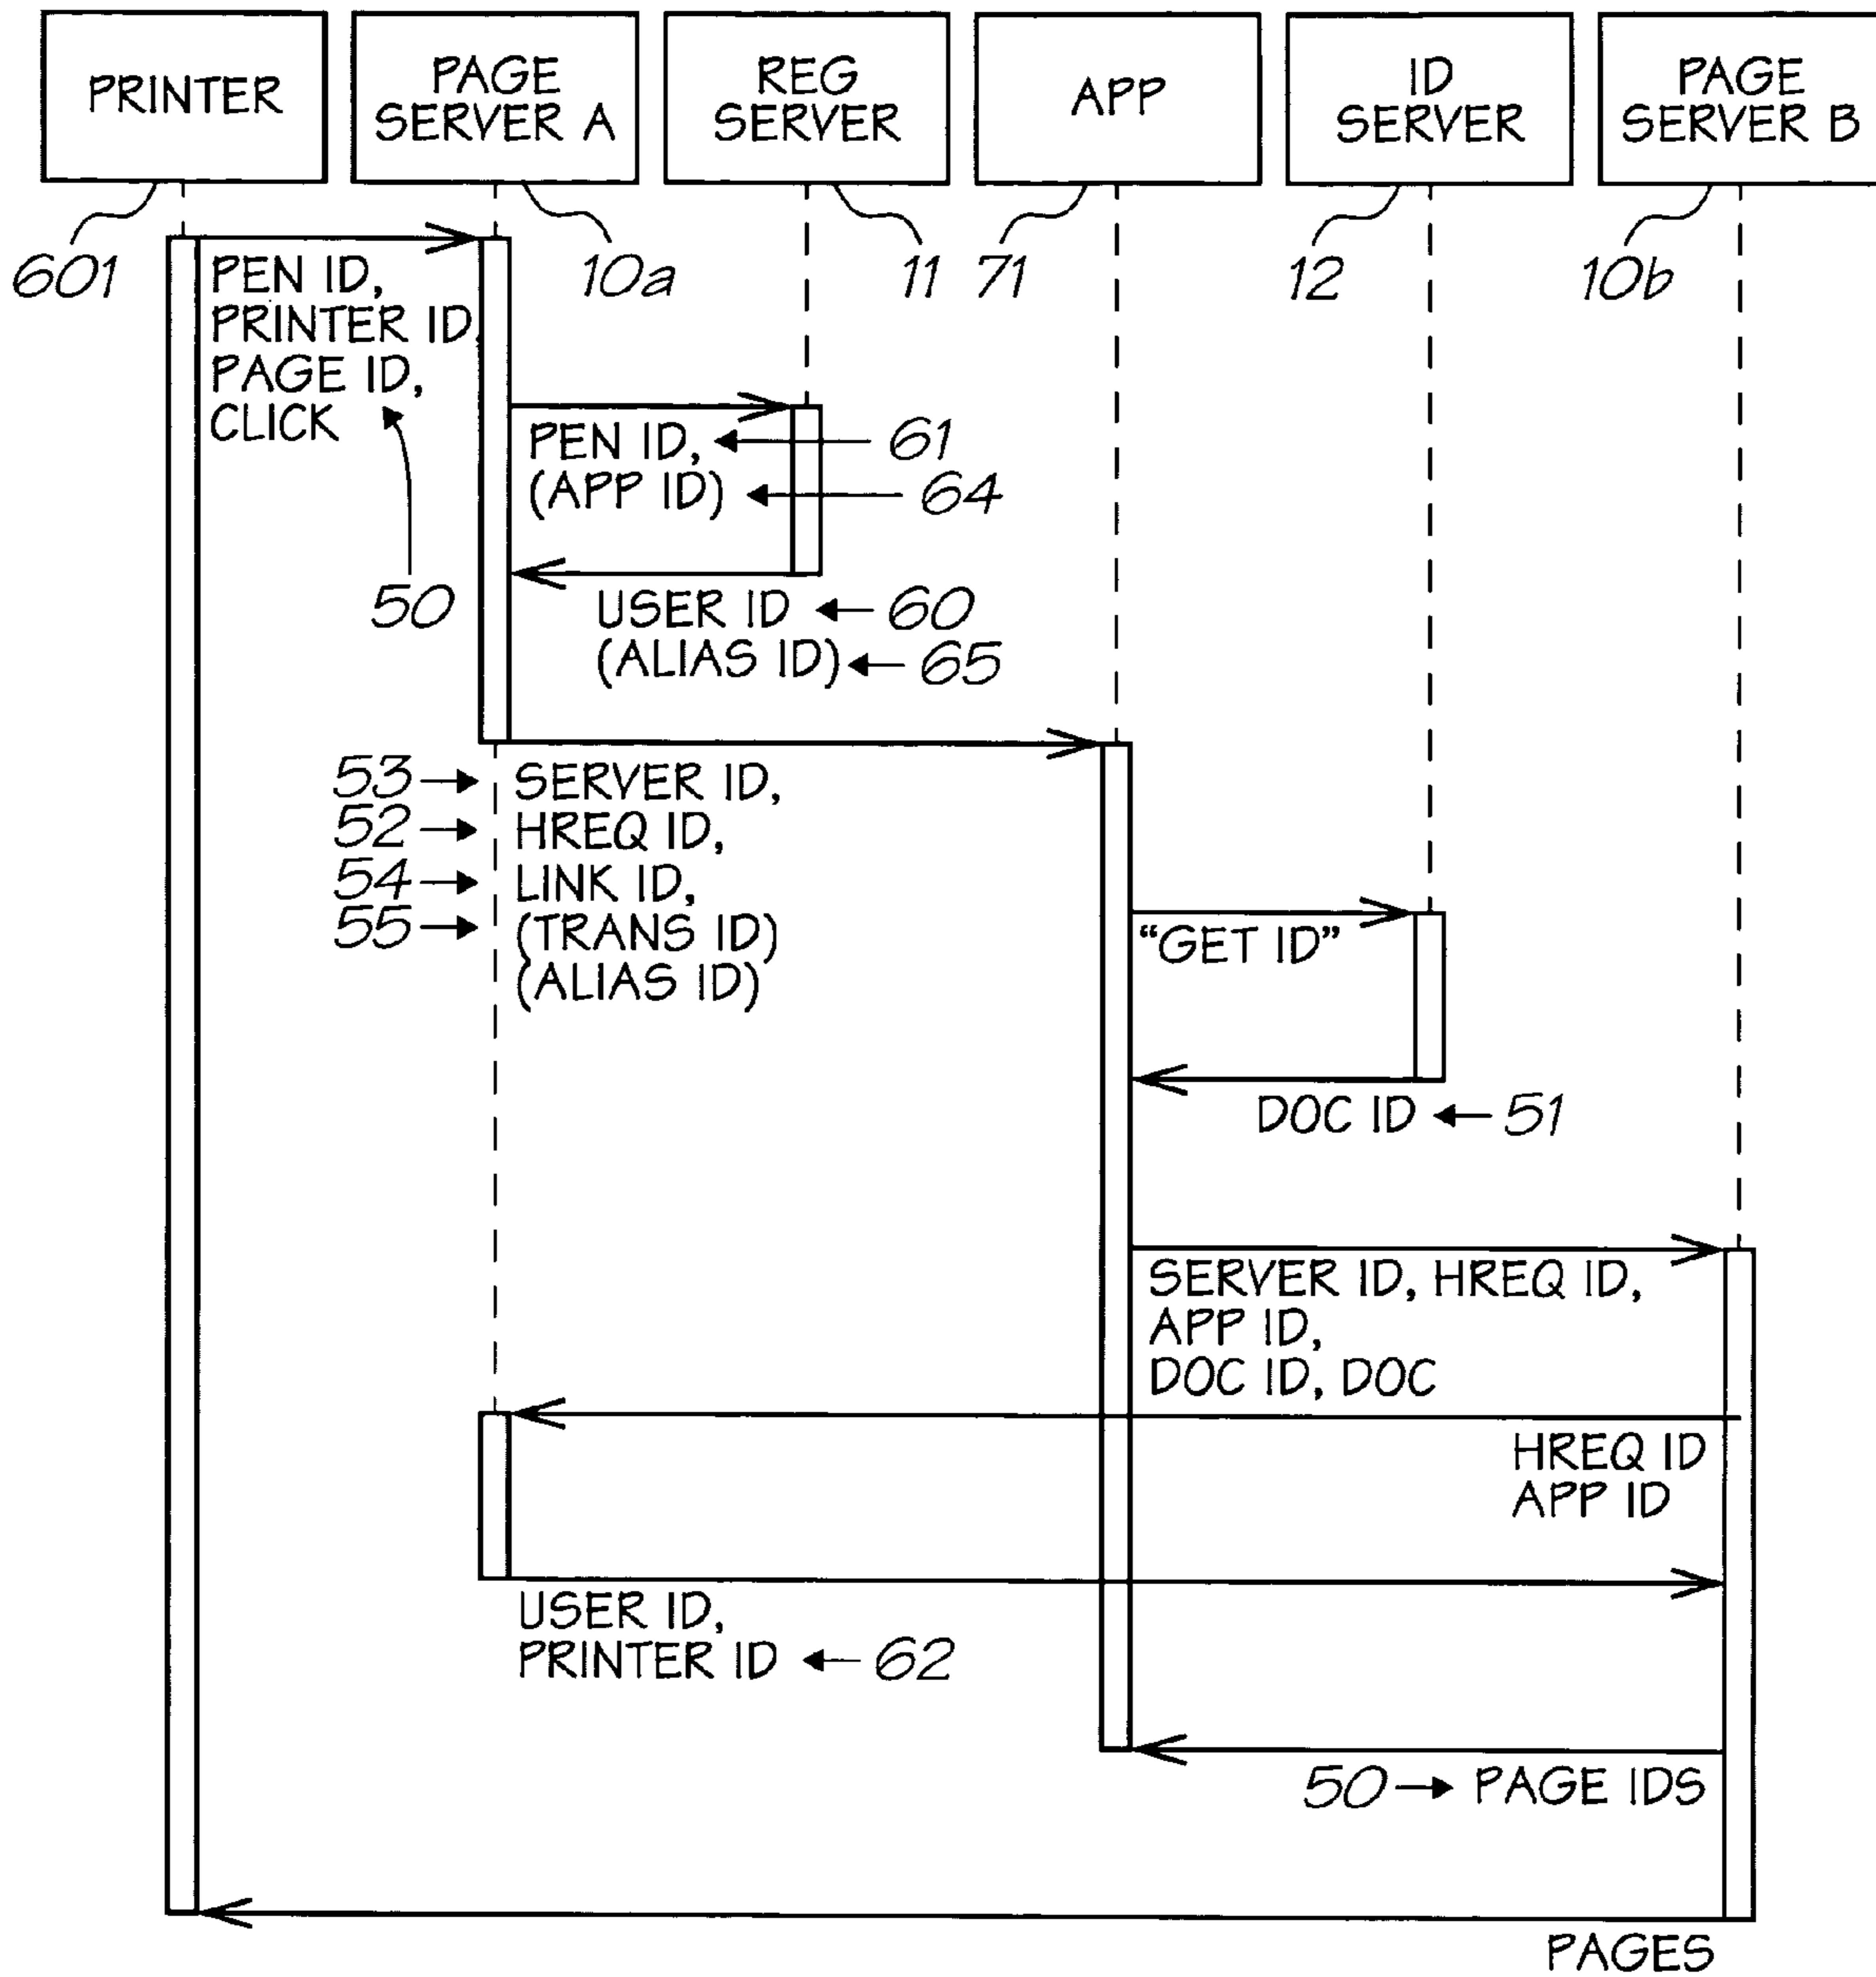 PRINTER
PAGE
SERVER A
REG
SERVER
APP
ID
SERVER
PAGE
SERVER B
601
10a
11
71
12
10b
PEN ID,
PRINTER ID
PAGE ID,
CLICK
50
PEN ID,
(APP ID)
61
64
USER ID
(ALIAS ID)
60
65
53
52
54
55
SERVER ID,
HREQ ID,
LINK ID,
(TRANS ID)
(ALIAS ID)
“GET ID”
DOC ID
51
SERVER ID, HREQ ID,
APP ID,
DOC ID, DOC
HREQ ID
APP ID
USER ID,
PRINTER ID
62
50
PAGE IDS
PAGES